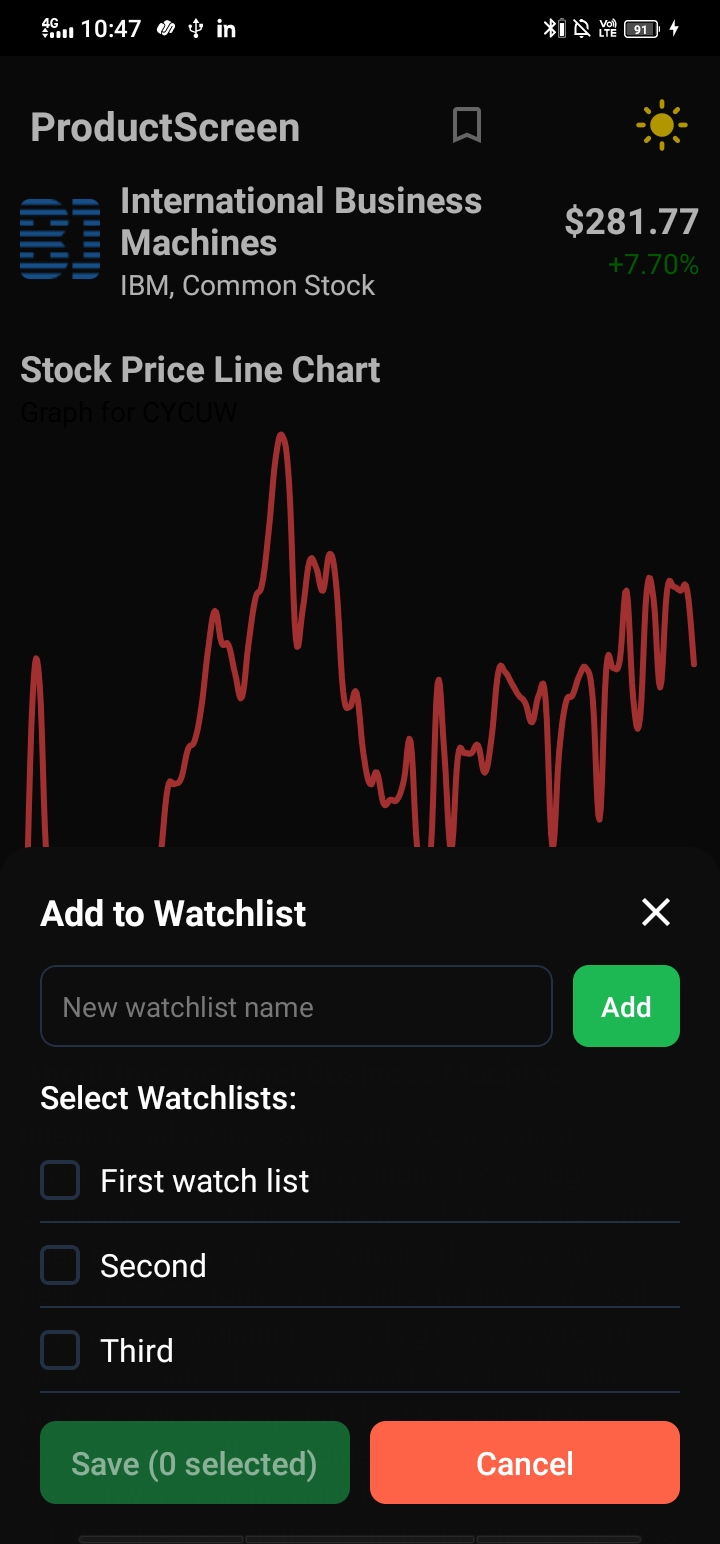 4G 10:47 in Vo) LTE 91
ProductScreen
International Business
Machines
$281.77
IBM, Common Stock
+7.70%
Stock Price Line Chart
Graph for CYCUW
Add to Watchlist
New watchlist name
Add
Select Watchlists:
First watch list
Second
Third
Save (0 selected)
Cancel